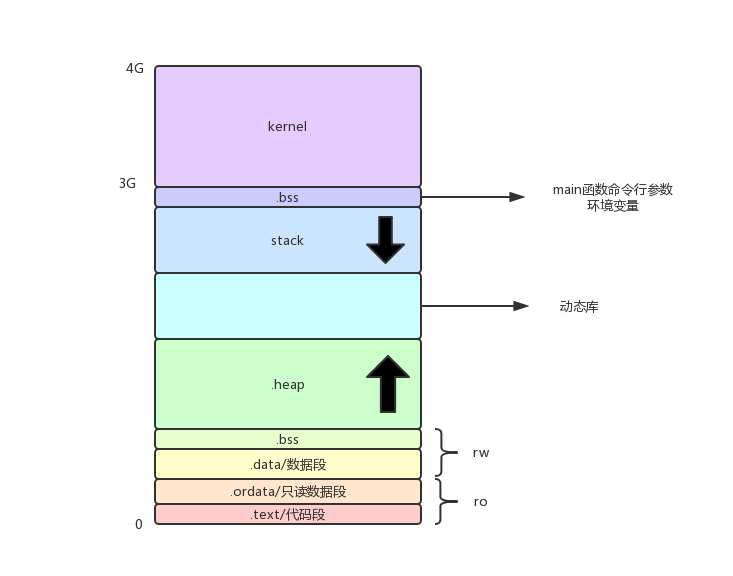 4G
kernel
3G
.bss
main函数命令行参数
环境变量
stack
动态库
.heap
.bss
rw
.data/数据段
.ordata/只读数据段
ro
.text/代码段
0